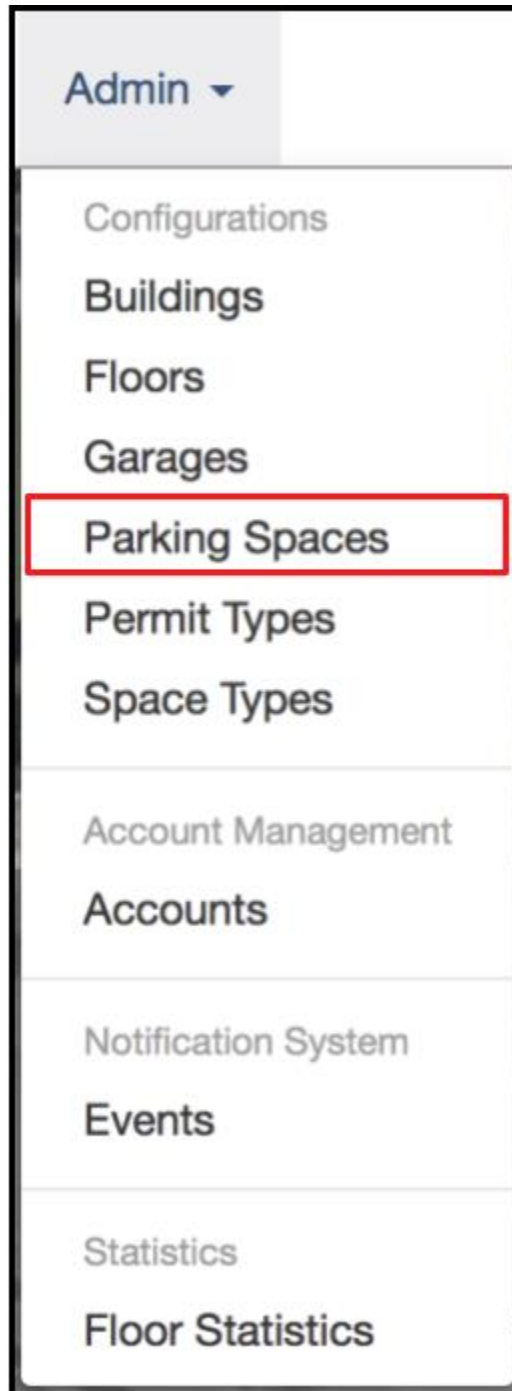 Admin
Configurations
Buildings
Floors
Garages
Parking Spaces
Permit Types
Space Types
Account Management
Accounts
Notification System
Events
Statistics
Floor Statistics